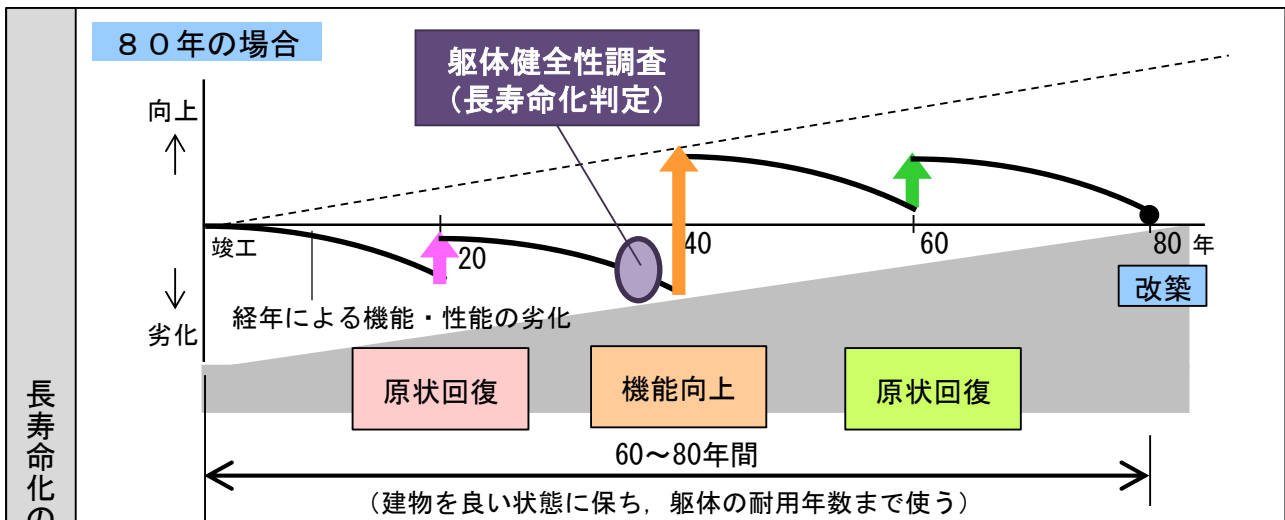 ８０年の場合
躯体健全性調査
（長寿命化判定）
向上
竣工
20
40
60
80 年
劣化
経年による機能・性能の劣化
改築
原状回復
機能向上
原状回復
60～80年間
（建物を良い状態に保ち，躯体の耐用年数まで使う）
長寿命化の